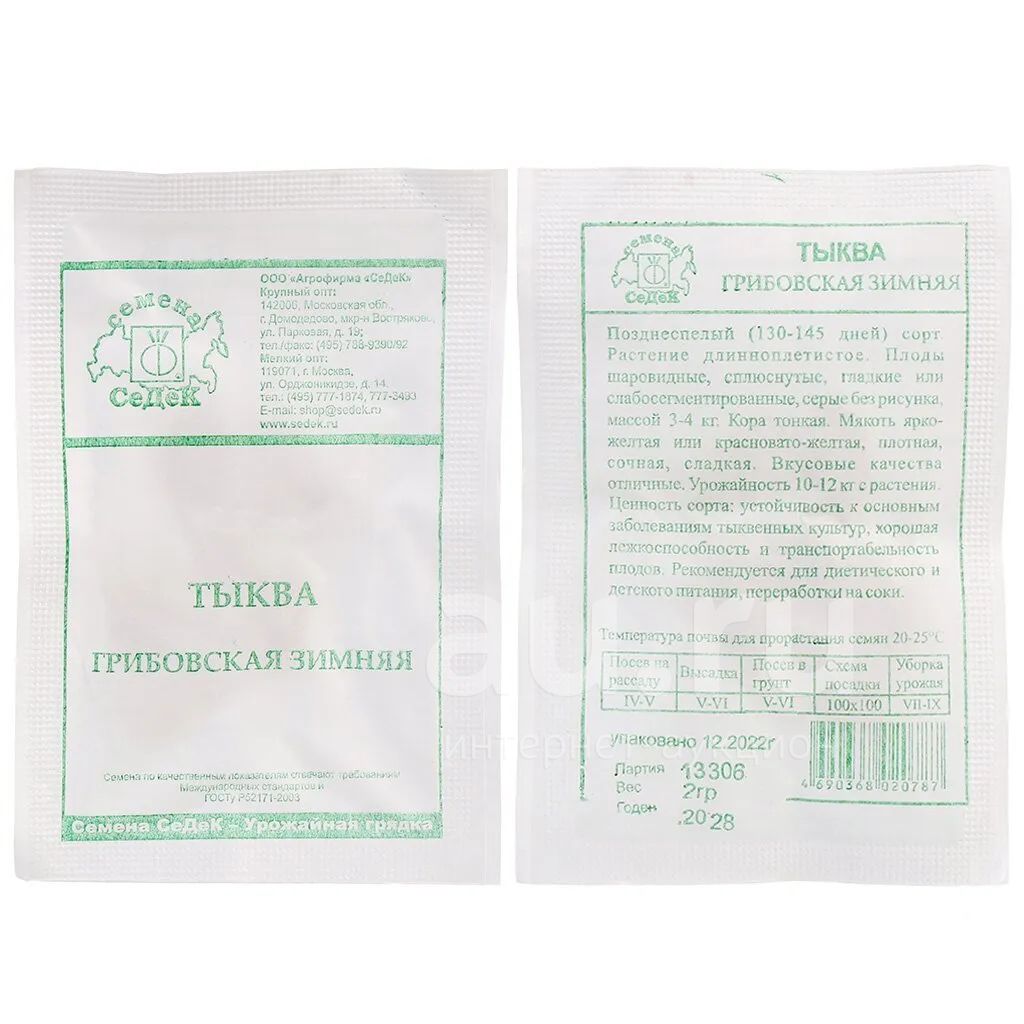 семена
СеДеК
ООО «Агрофирма «СеДеК»
Крупный опт:
142006, Московская обл.,
г. Домодедово, мкр-н Востряково,
ул. Парковая, д. 19;
тел./факс: (495) 788-9390/92
Мелкий опт:
119071, г. Москва,
ул. Орджоникидзе, д. 14.
тел.: (495) 777-1874, 777-3493
E-mail: shop@sedek.ru
www.sedek.ru
ТЫКВА
ГРИБОВСКАЯ ЗИМНЯЯ
Семена по качественным показателям отвечают требованиям
Международных стандартов и
ГОСТу Р52171-2003
Семена СеДеК – Урожайная грядка
семена
СеДеК
ТЫКВА
ГРИБОВСКАЯ ЗИМНЯЯ
Позднеспелый (130-145 дней) сорт.
Растение длинноплетистое. Плоды
шаровидные, сплюснутые, гладкие или
слабосегментированные, серые без рисунка,
массой 3-4 кг. Кора тонкая. Мякоть ярко-
желтая или красновато-желтая, плотная,
сочная, сладкая. Вкусовые качества
отличные. Урожайность 10-12 кг с растения.
Ценность сорта: устойчивость к основным
заболеваниям тыквенных культур, хорошая
лежкоспособность и транспортабельность
плодов. Рекомендуется для диетического и
детского питания, переработки на соки.
Температура почвы для прорастания семян 20-25°С
Посев на рассаду Высадка Посев в грунт Схема посадки Уборка урожая
IV-V V-VI V-VI 100x100 VII-IX
упаковано 12.2022г
Партия 13306
Вес 2гр
Годен .2028
4 690368 020787
au.ru
интернет-аукцион